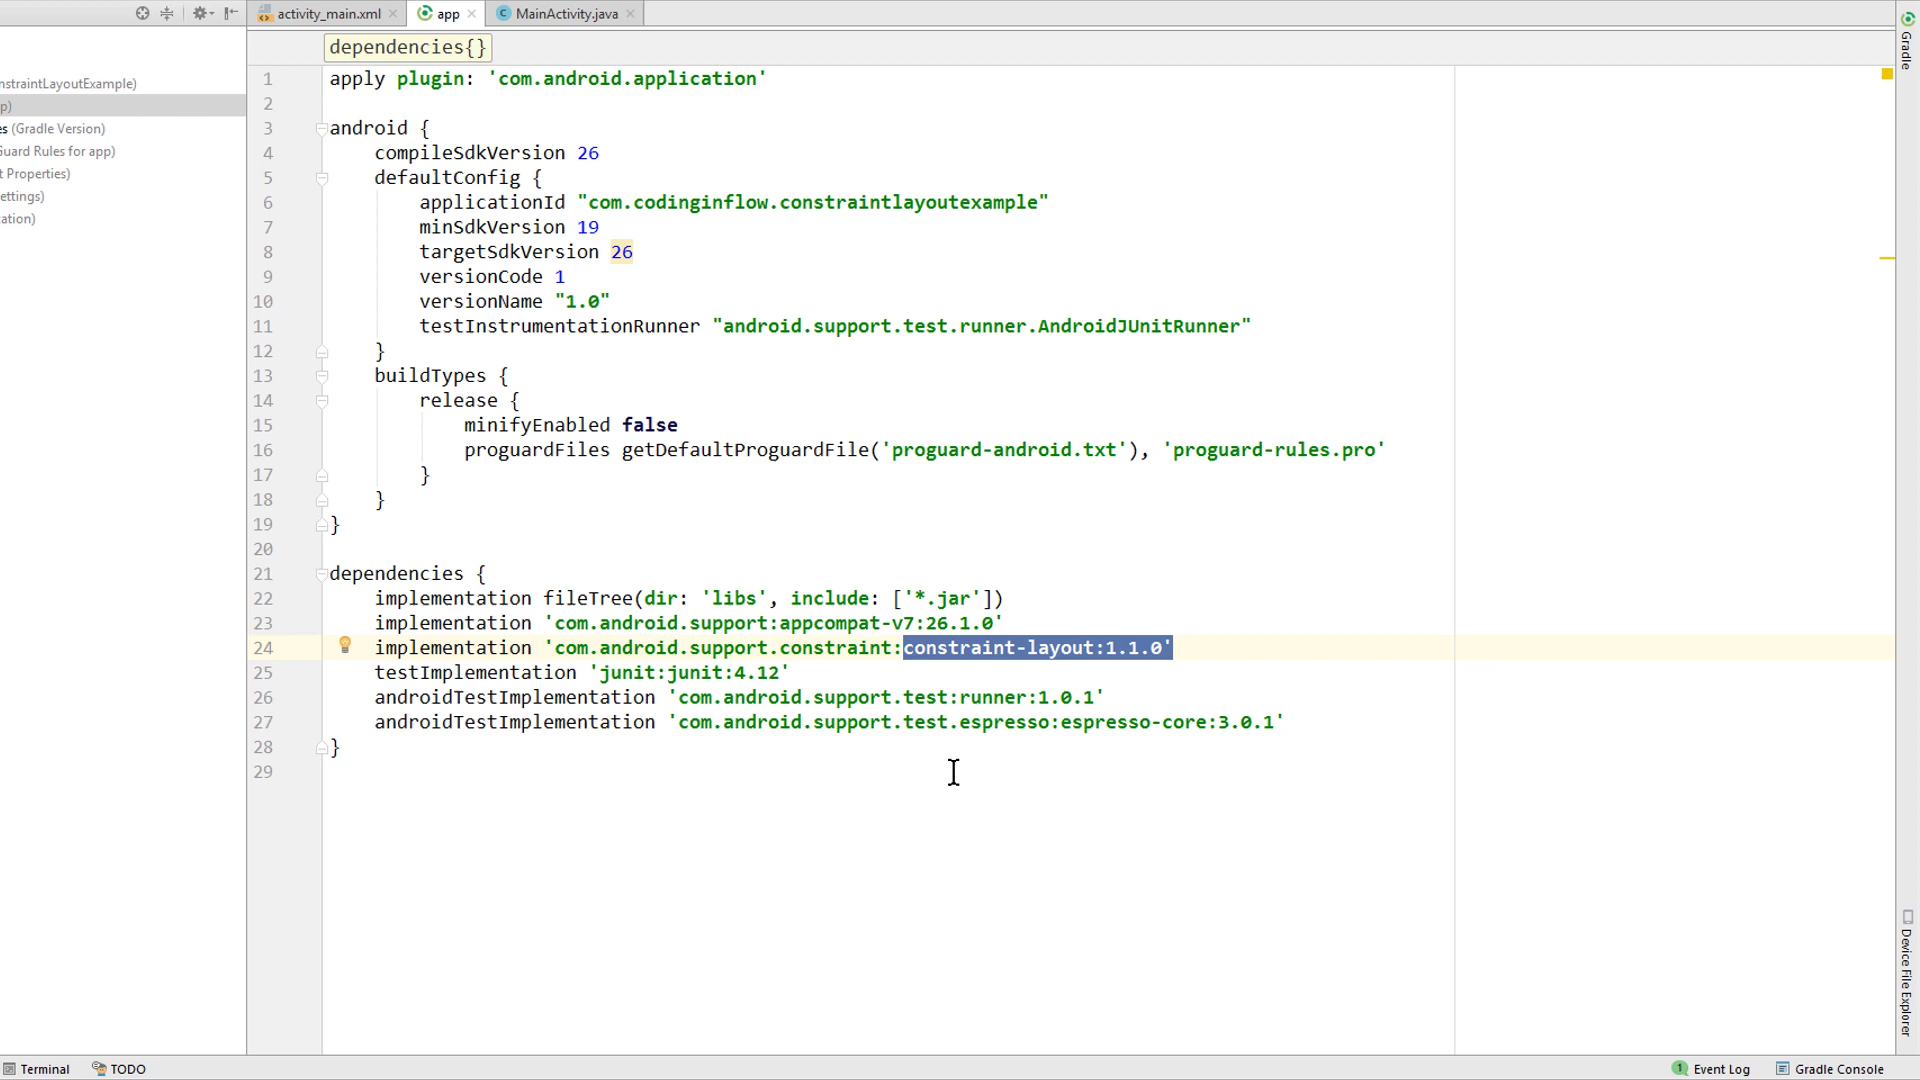 activity_main.xml
app
MainActivity.java
dependencies{}
nstraintLayoutExample)
p)
es (Gradle Version)
Guard Rules for app)
t Properties)
ettings)
ation)
1 apply plugin: 'com.android.application'
2
3 android {
4 compileSdkVersion 26
5 defaultConfig {
6 applicationId "com.codinginflow.constraintlayoutexample"
7 minSdkVersion 19
8 targetSdkVersion 26
9 versionCode 1
10 versionName "1.0"
11 testInstrumentationRunner "android.support.test.runner.AndroidJUnitRunner"
12 }
13 buildTypes {
14 release {
15 minifyEnabled false
16 proguardFiles getDefaultProguardFile('proguard-android.txt'), 'proguard-rules.pro'
17 }
18 }
19 }
20
21 dependencies {
22 implementation fileTree(dir: 'libs', include: ['*.jar'])
23 implementation 'com.android.support:appcompat-v7:26.1.0'
24 implementation 'com.android.support.constraint:constraint-layout:1.1.0'
25 testImplementation 'junit:junit:4.12'
26 androidTestImplementation 'com.android.support.test:runner:1.0.1'
27 androidTestImplementation 'com.android.support.test.espresso:espresso-core:3.0.1'
28 }
29
Gradle
Device File Explorer
Terminal
TODO
1 Event Log
Gradle Console